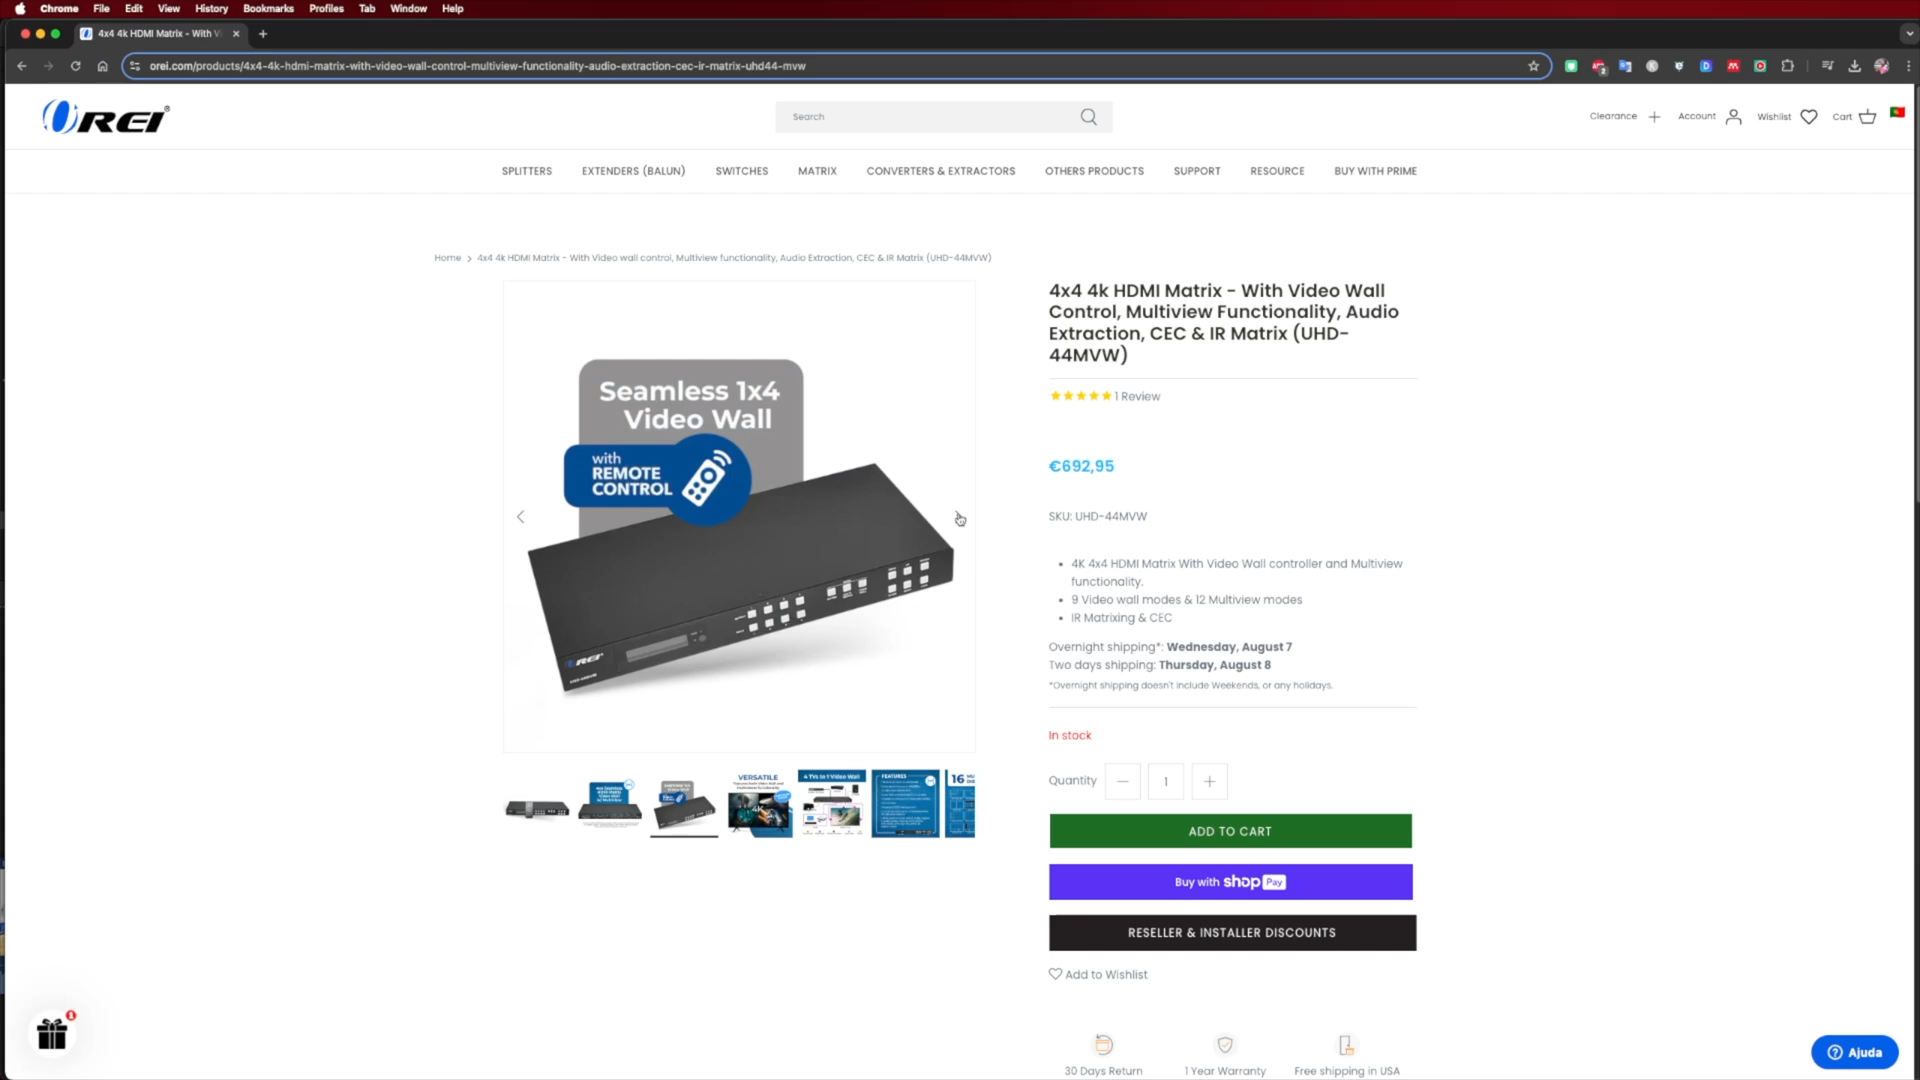 Chrome File Edit View History Bookmarks Profiles Tab Window Help
4x4 4k HDMI Matrix - With Vi
orei.com/products/4x4-4k-hdmi-matrix-with-video-wall-control-multiview-functionality-audio-extraction-cec-ir-matrix-uhd44-mvw
OREI®
Search
Clearance
Account
Wishlist
Cart
SPLITTERS EXTENDERS (BALUN) SWITCHES MATRIX CONVERTERS & EXTRACTORS OTHERS PRODUCTS SUPPORT RESOURCE BUY WITH PRIME
Home > 4x4 4k HDMI Matrix - With Video wall control, Multiview functionality, Audio Extraction, CEC & IR Matrix (UHD-44MVW)
Seamless 1x4
Video Wall
with
REMOTE
CONTROL
OREI
4x4 4k HDMI Matrix - With Video Wall
Control, Multiview Functionality, Audio
Extraction, CEC & IR Matrix (UHD-
44MVW)
1 Review
€692,95
SKU: UHD-44MVW
• 4K 4x4 HDMI Matrix With Video Wall controller and Multiview
functionality.
• 9 Video wall modes & 12 Multiview modes
• IR Matrixing & CEC
Overnight shipping*: Wednesday, August 7
Two days shipping: Thursday, August 8
*Overnight shipping doesn't include Weekends, or any holidays.
In stock
Quantity — 1 +
ADD TO CART
Buy with shop Pay
RESELLER & INSTALLER DISCOUNTS
Add to Wishlist
30 Days Return
1 Year Warranty
Free shipping in USA
VERSATILE
4K
4 TVs to 1 Video Wall
FEATURES
16 MU
1
Ajuda